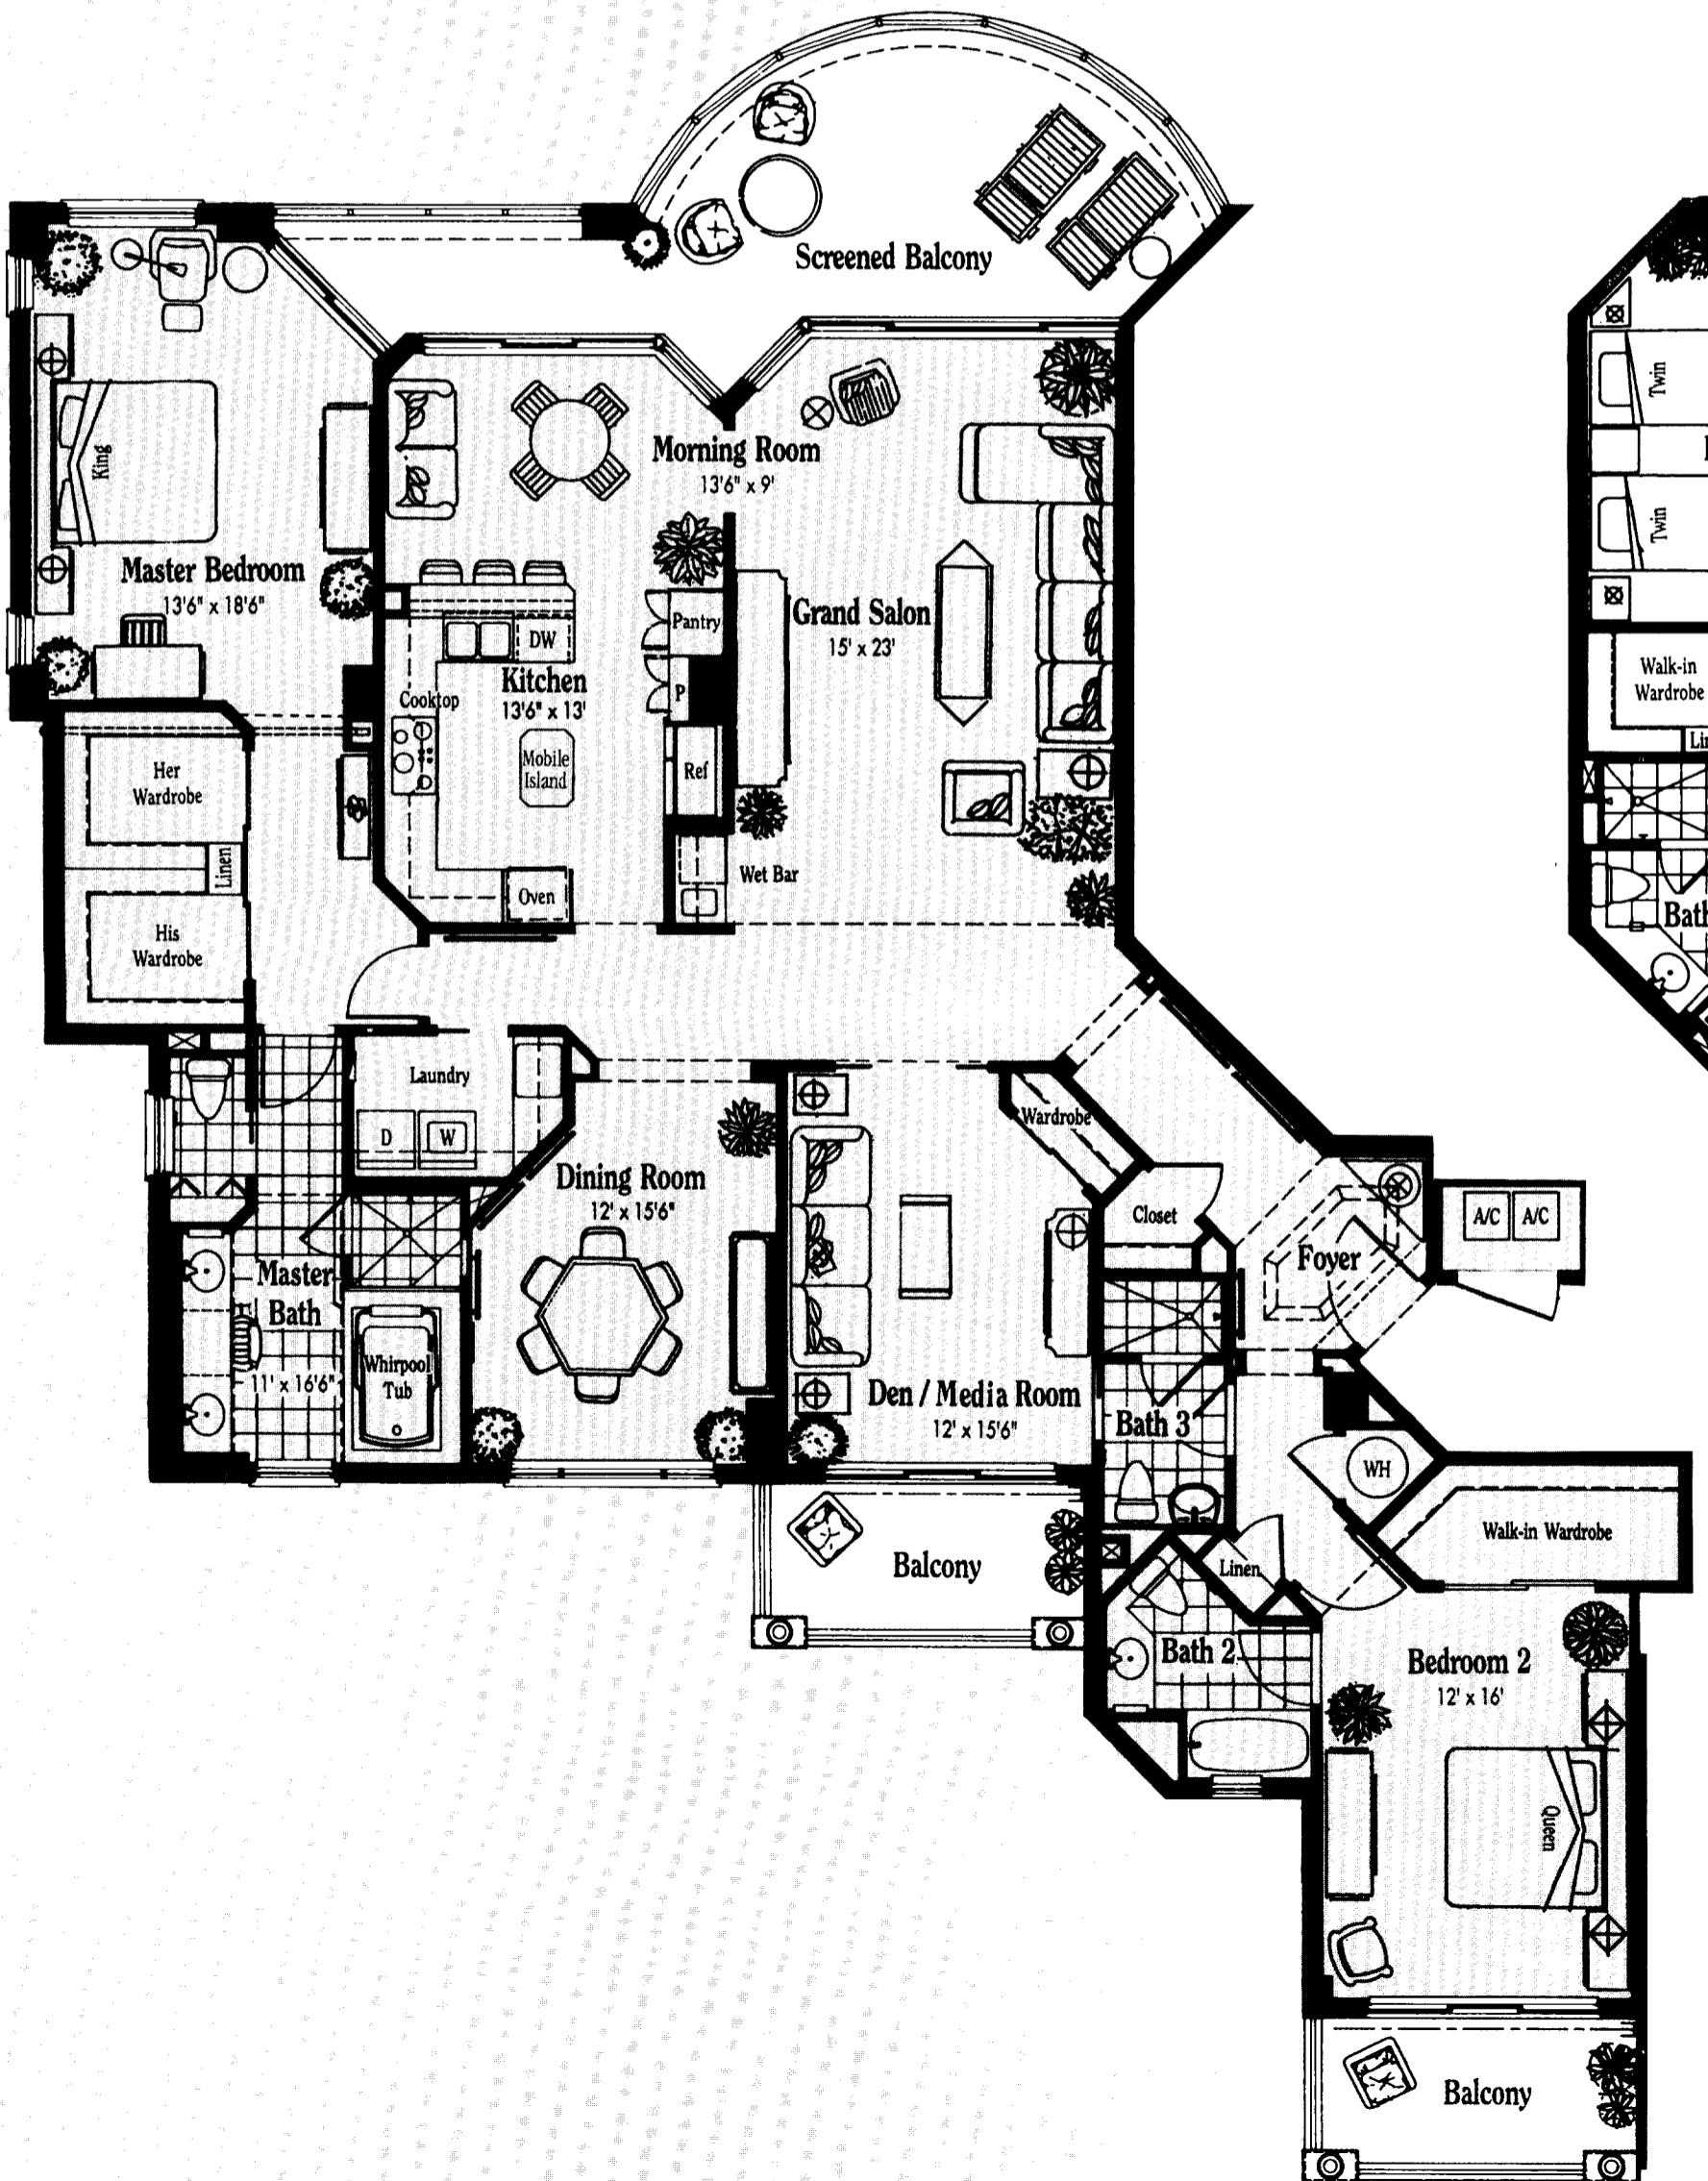 Screened Balcony
Morning Room
13'6" x 9'
King
Master Bedroom
13'6" x 18'6"
Grand Salon
15' x 23'
Pantry
DW
Kitchen
13'6" x 13'
P
Cooktop
Mobile
Island
Ref
Oven
Wet Bar
Her
Wardrobe
Linen
His
Wardrobe
Laundry
D
W
Dining Room
12' x 15'6"
Master
Bath
11' x 16'6"
Whirpool
Tub
Wardrobe
Closet
Foyer
A/C
A/C
Den / Media Room
12' x 15'6"
Bath 3
WH
Walk-in Wardrobe
Balcony
Linen
Bath 2
Bedroom 2
12' x 16'
Queen
Balcony
Twin
Twin
Walk-in
Wardrobe
Bath